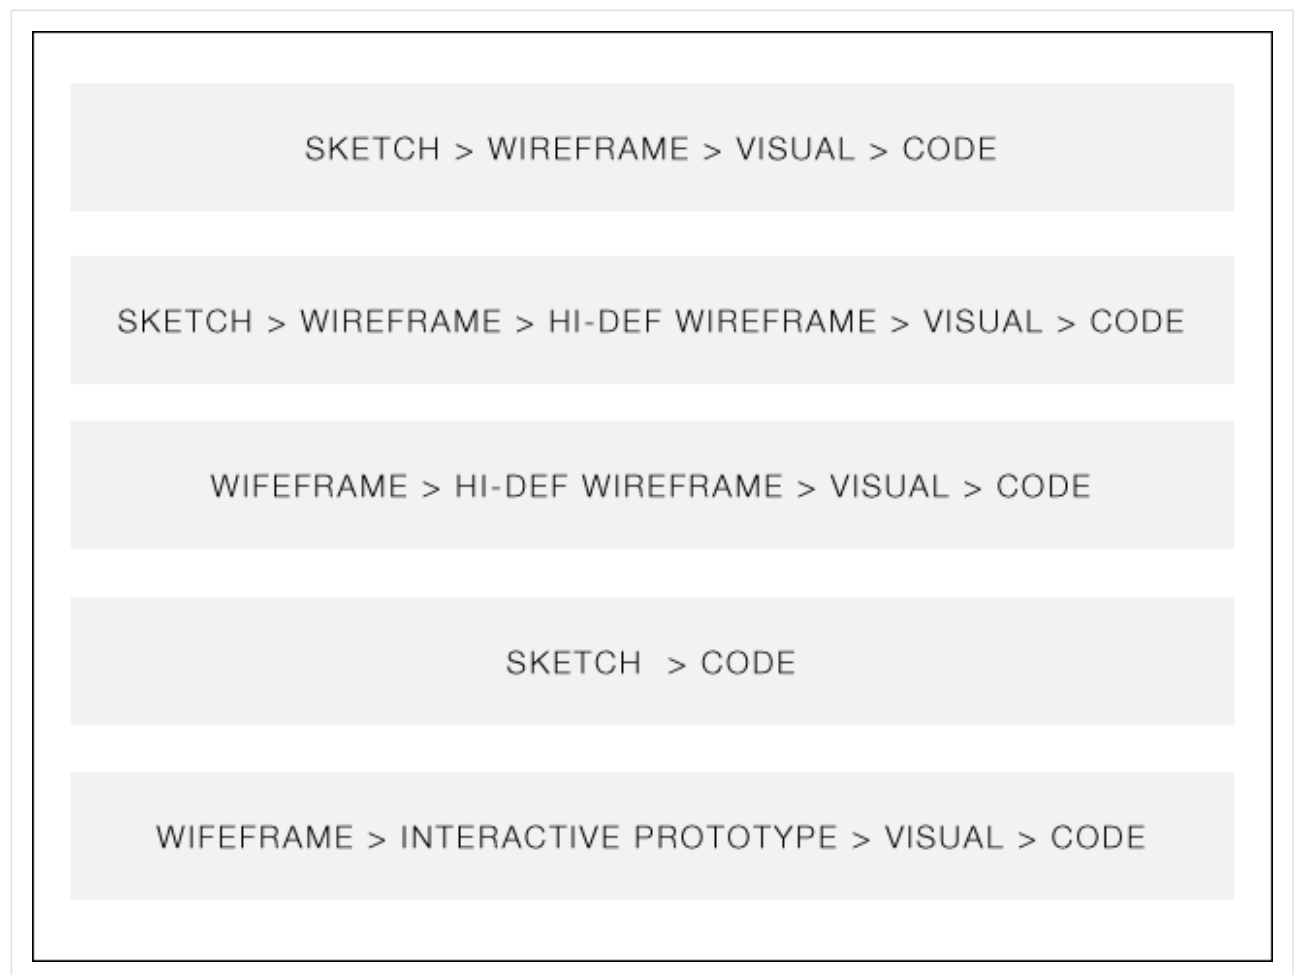 SKETCH > WIREFRAME > VISUAL > CODE
SKETCH > WIREFRAME > HI-DEF WIREFRAME > VISUAL > CODE
WIFEFRAME > HI-DEF WIREFRAME > VISUAL > CODE
SKETCH > CODE
WIFEFRAME > INTERACTIVE PROTOTYPE > VISUAL > CODE